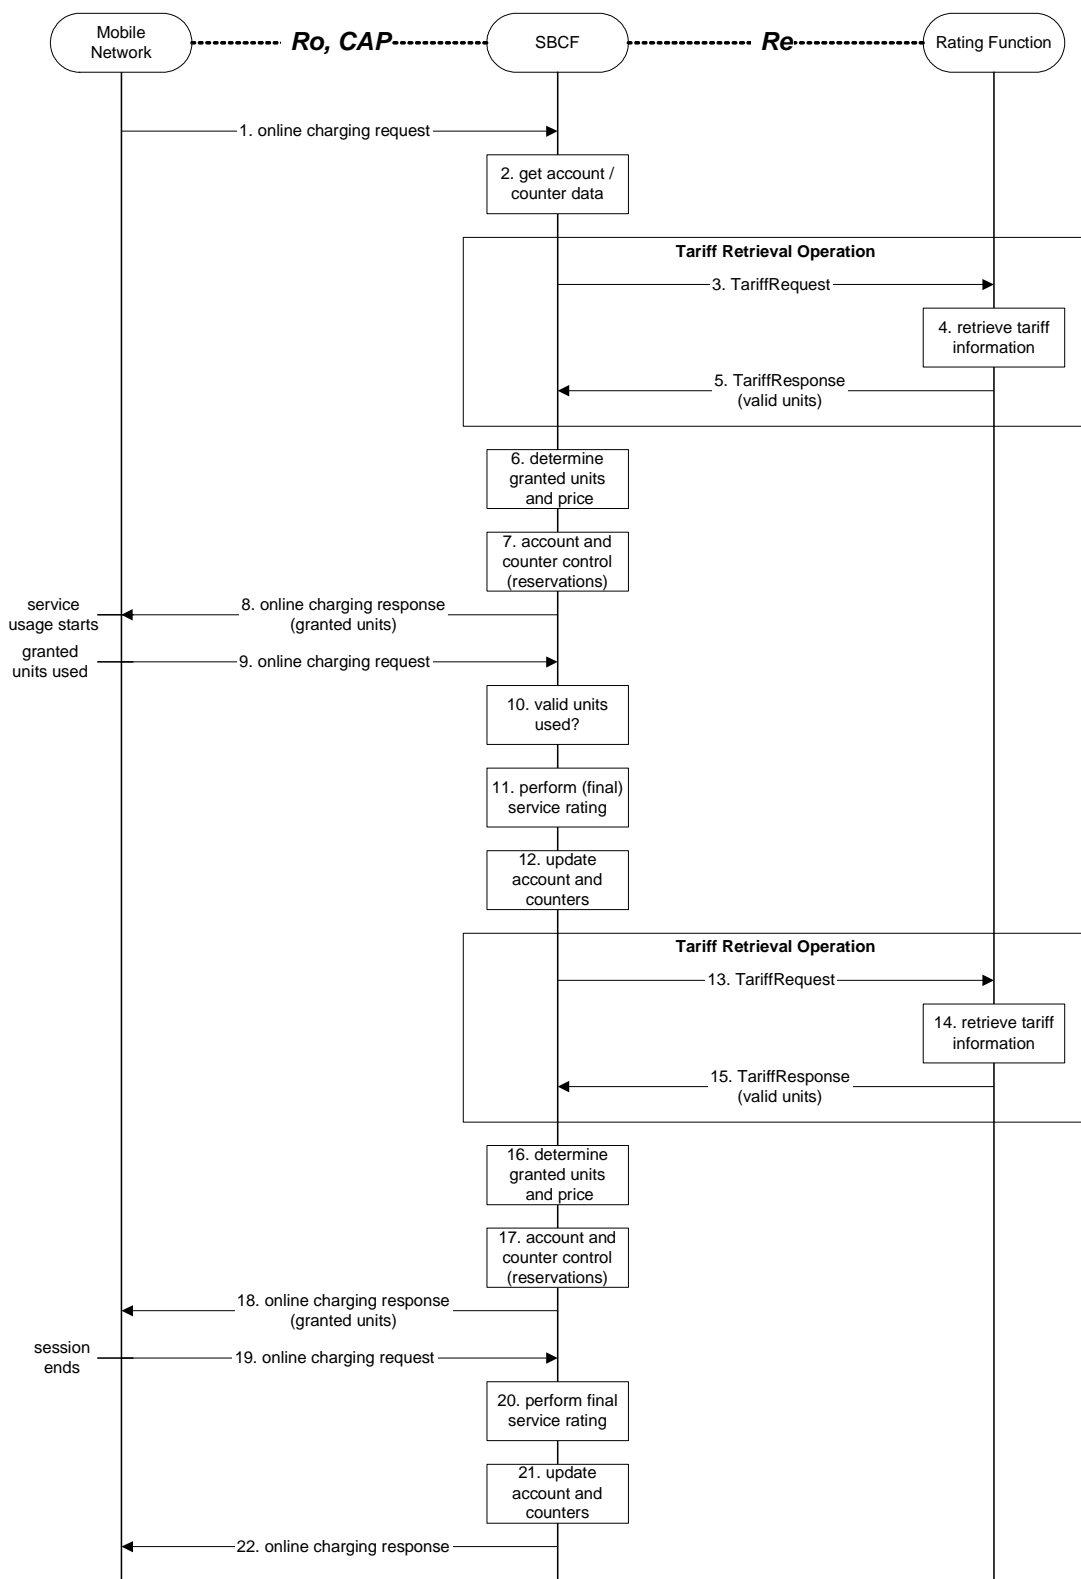 Mobile
Network
Ro, CAP
SBCF
Re
Rating Function
1. online charging request
2. get account /
counter data
Tariff Retrieval Operation
3. TariffRequest
4. retrieve tariff
information
5. TariffResponse
(valid units)
6. determine
granted units
and price
7. account and
counter control
(reservations)
service
usage starts
8. online charging response
(granted units)
granted
units used
9. online charging request
10. valid units
used?
11. perform (final)
service rating
12. update
account and
counters
Tariff Retrieval Operation
13. TariffRequest
14. retrieve tariff
information
15. TariffResponse
(valid units)
16. determine
granted units
and price
17. account and
counter control
(reservations)
18. online charging response
(granted units)
session
ends
19. online charging request
20. perform final
service rating
21. update
account and
counters
22. online charging response